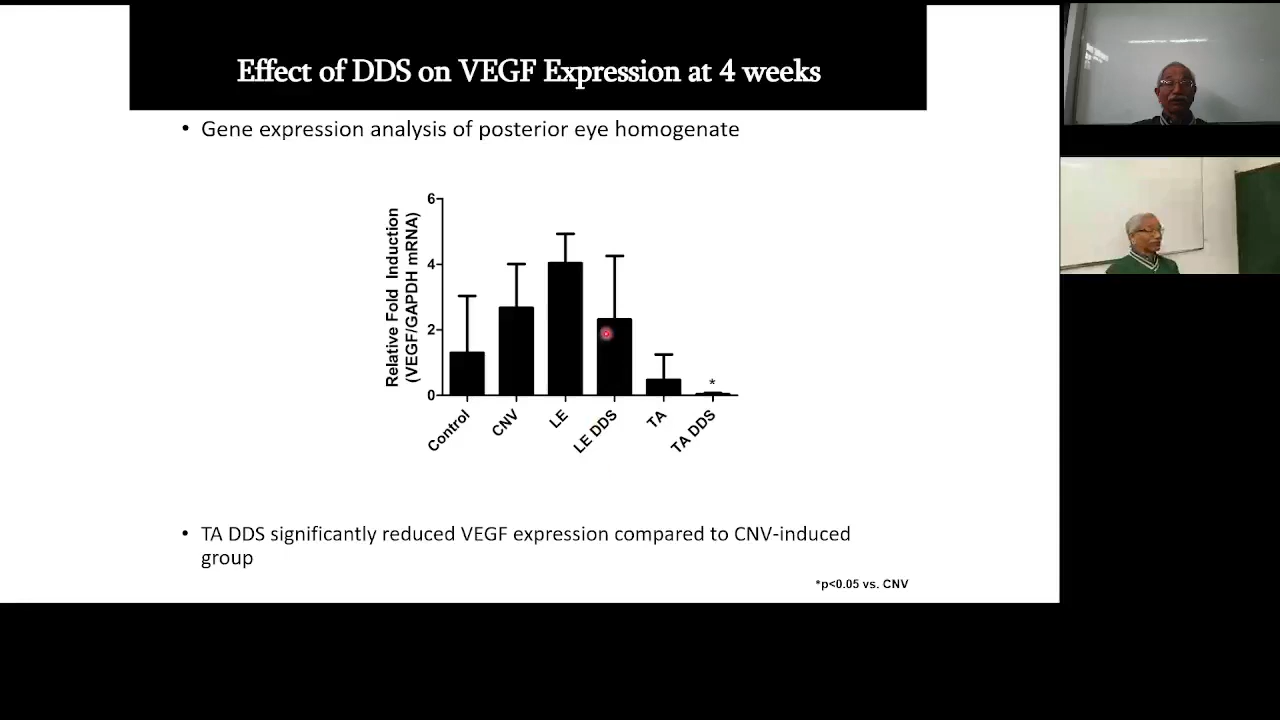 Effect of DDS on VEGF Expression at 4 weeks
• Gene expression analysis of posterior eye homogenate
Relative Fold Induction
(VEGF/GAPDH mRNA)
6
4
2
0
*
Control
CNV
LE
LE DDS
TA
TA DDS
• TA DDS significantly reduced VEGF expression compared to CNV-induced
group
*p<0.05 vs. CNV